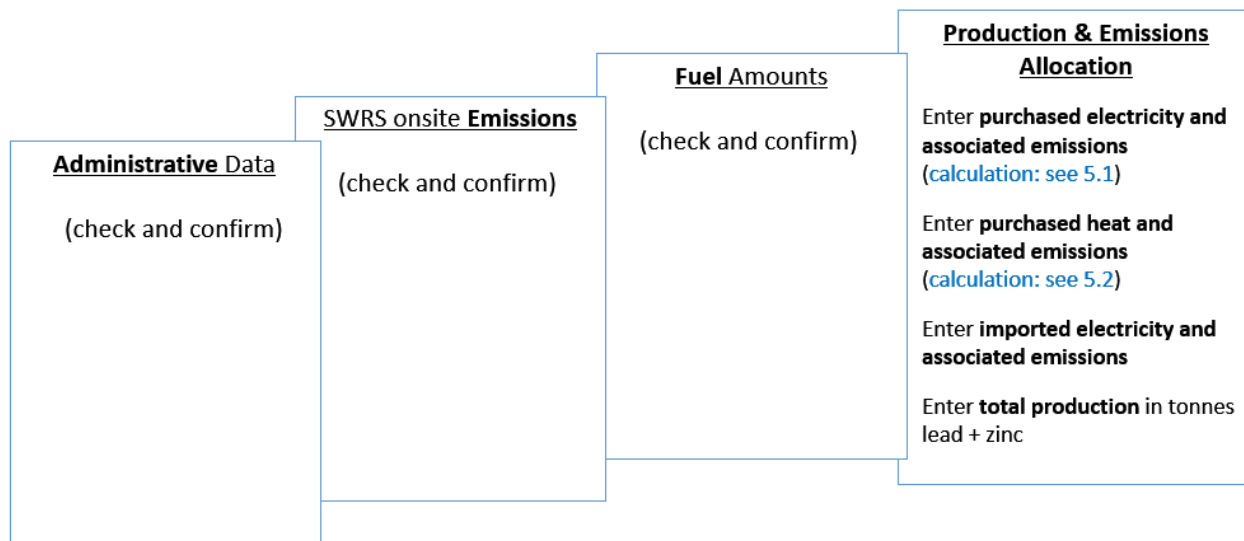 Administrative Data
(check and confirm)
SWRS onsite Emissions
(check and confirm)
Fuel Amounts
(check and confirm)
Production & Emissions
Allocation
Enter purchased electricity and
associated emissions
(calculation: see 5.1)
Enter purchased heat and
associated emissions
(calculation: see 5.2)
Enter imported electricity and
associated emissions
Enter total production in tonnes
lead + zinc